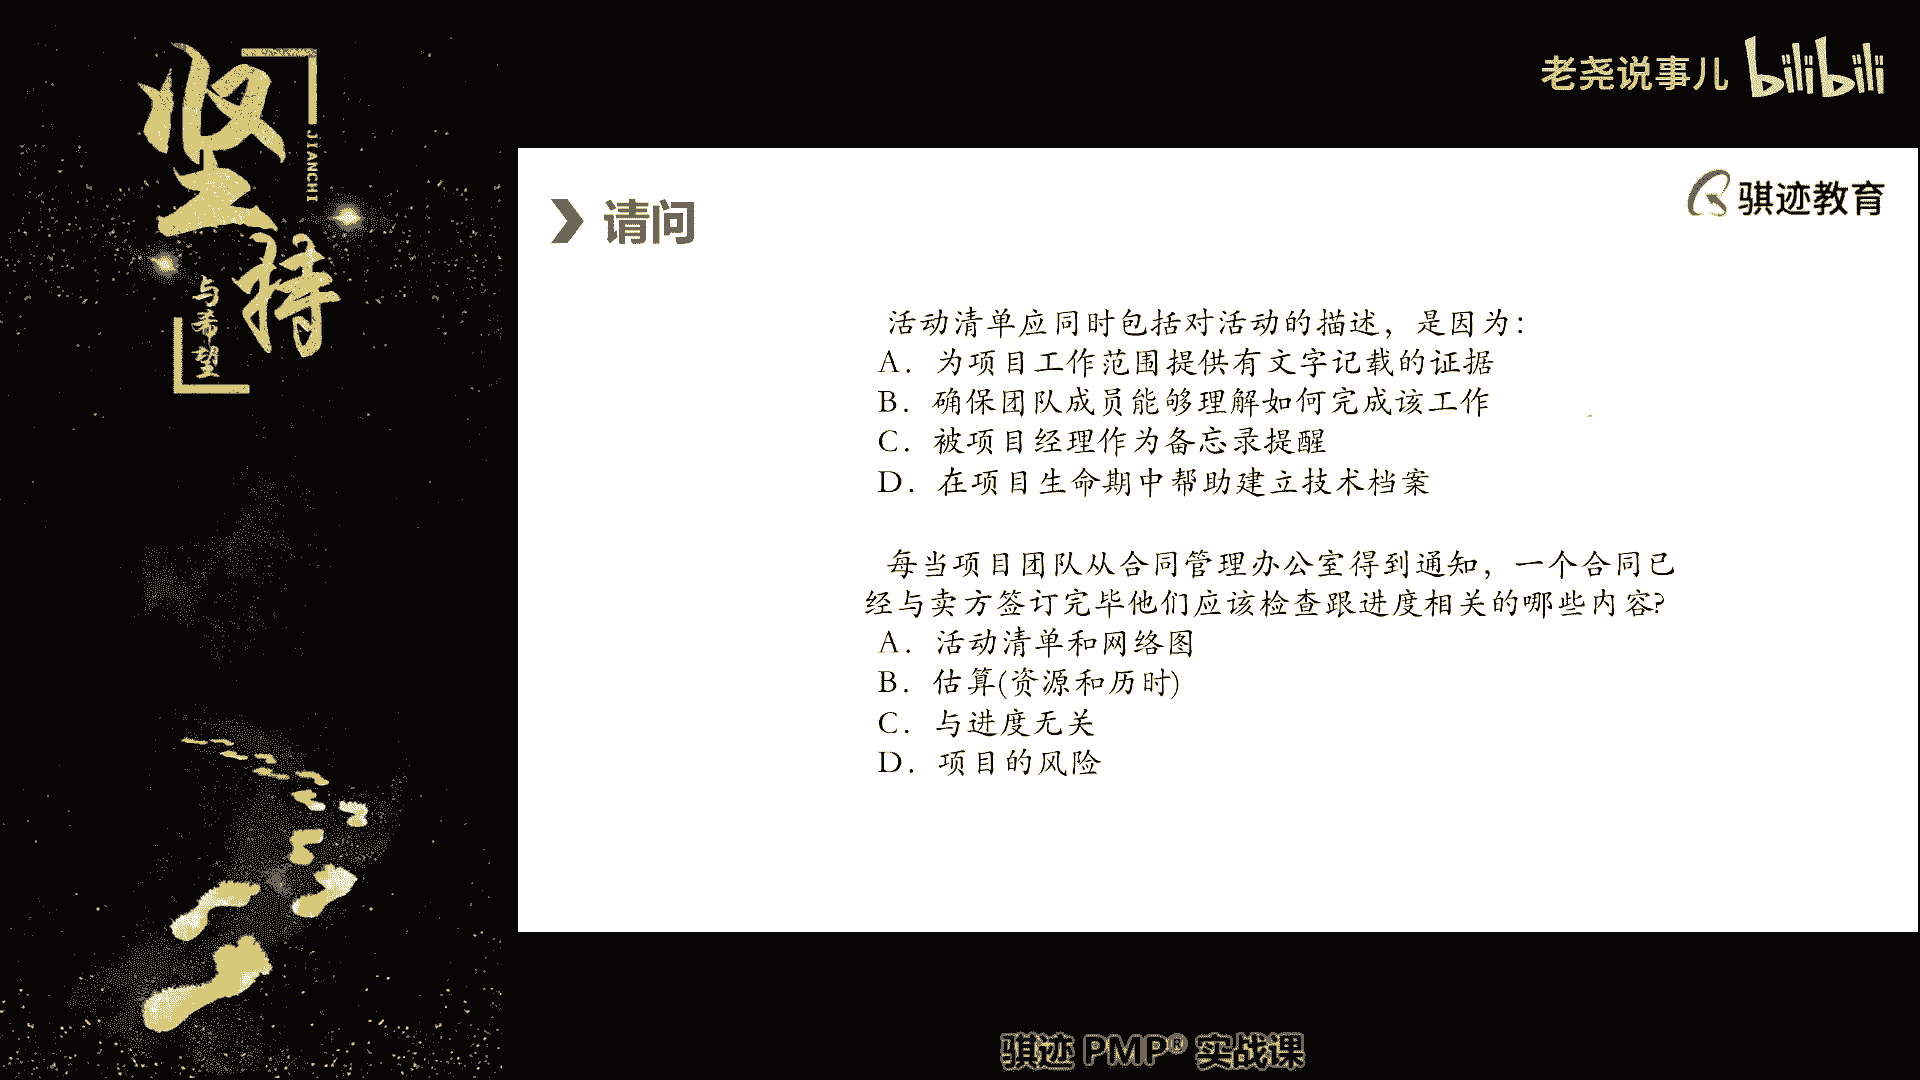 坚持
JIANCHI
与希望
老尧说事儿 bilibili
骐迹教育
请问
活动清单应同时包括对活动的描述，是因为：
A. 为项目工作范围提供有文字记载的证据
B. 确保团队成员能够理解如何完成该工作
C. 被项目经理作为备忘录提醒
D. 在项目生命期中帮助建立技术档案
每当项目团队从合同管理办公室得到通知，一个合同已
经与卖方签订完毕他们应该检查跟进度相关的哪些内容?
A. 活动清单和网络图
B. 估算(资源和历时)
C. 与进度无关
D. 项目的风险
骐迹 PMP® 实战课